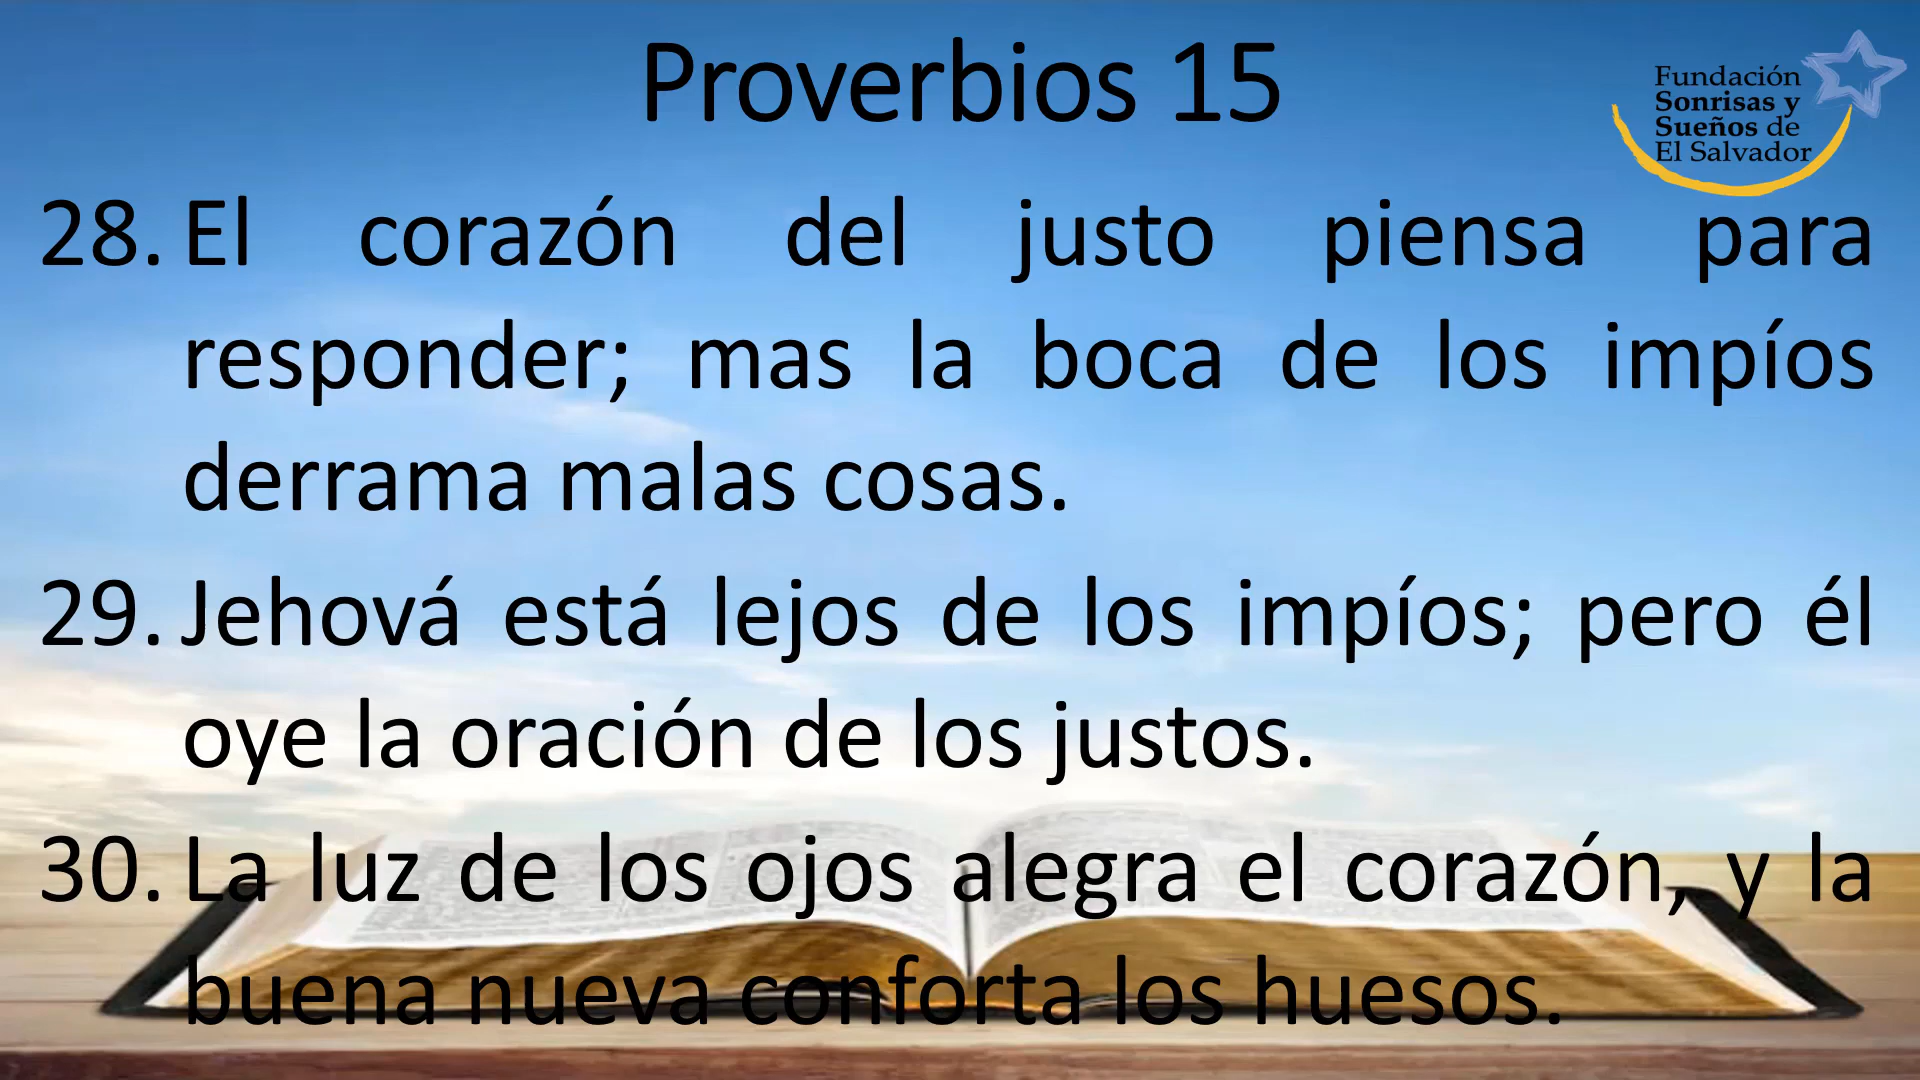 Proverbios 15
Fundación
Sonrisas y
Sueños de
El Salvador
28. El corazón del justo piensa para
responder; mas la boca de los impíos
derrama malas cosas.
29. Jehová está lejos de los impíos; pero él
oye la oración de los justos.
30. La luz de los ojos alegra el corazón, y la
buena nueva conforta los huesos.